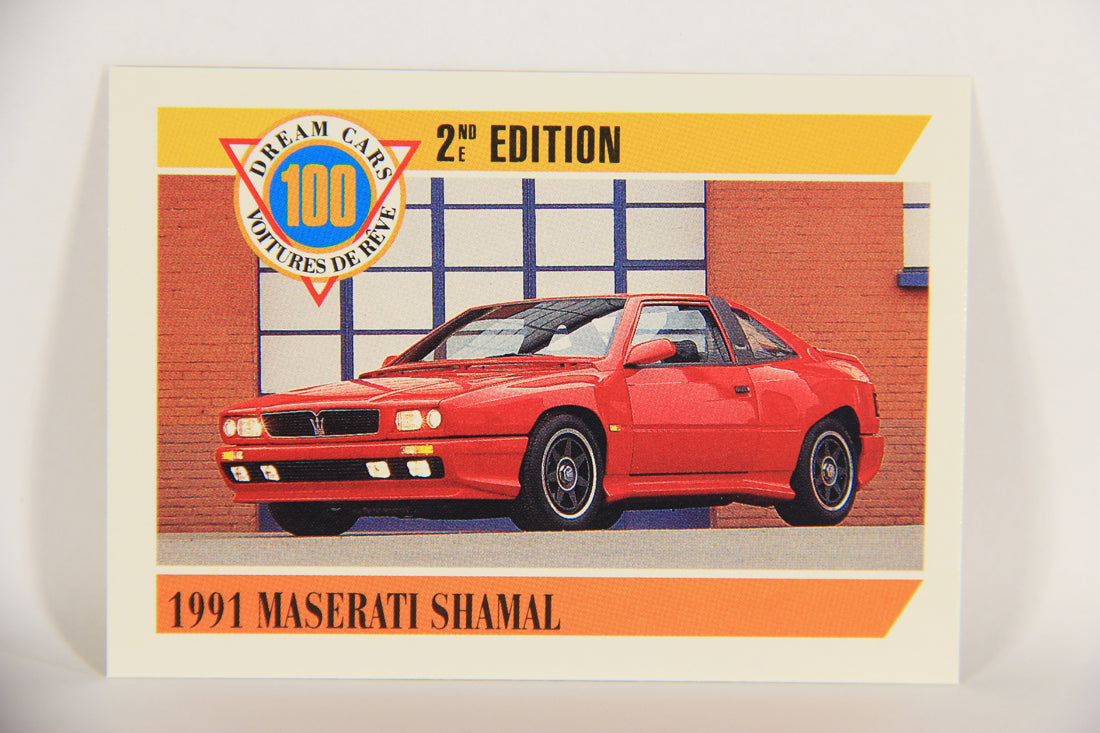 DREAM CARS
100
VOITURES DE RÊVE
2ND E EDITION
1991 MASERATI SHAMAL